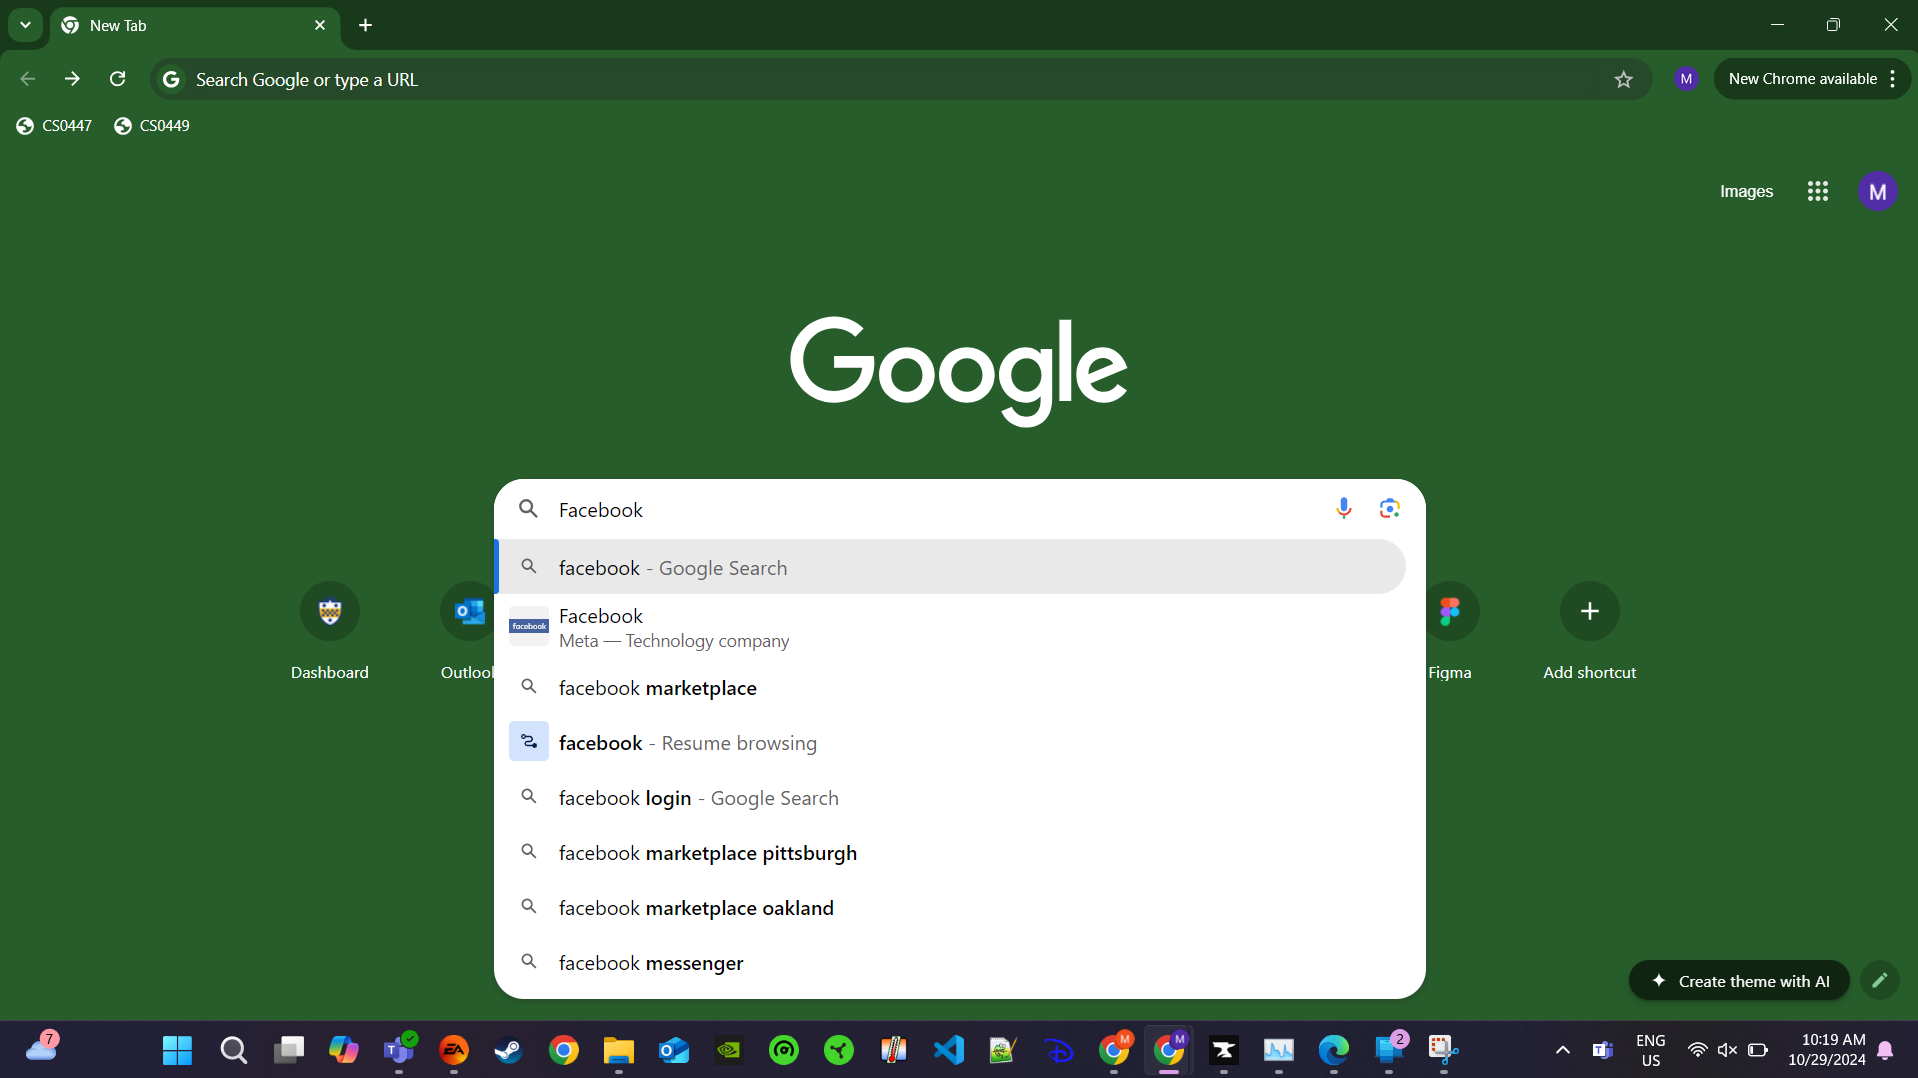 New Tab
Search Google or type a URL
M
New Chrome available
CS0447
CS0449
Images
M
Google
Facebook
facebook - Google Search
facebook
Facebook
Meta — Technology company
facebook marketplace
facebook - Resume browsing
facebook login - Google Search
facebook marketplace pittsburgh
facebook marketplace oakland
facebook messenger
Dashboard
Outlook
Figma
Add shortcut
Create theme with AI
7
EA
M
M
2
ENG
US
10:19 AM
10/29/2024